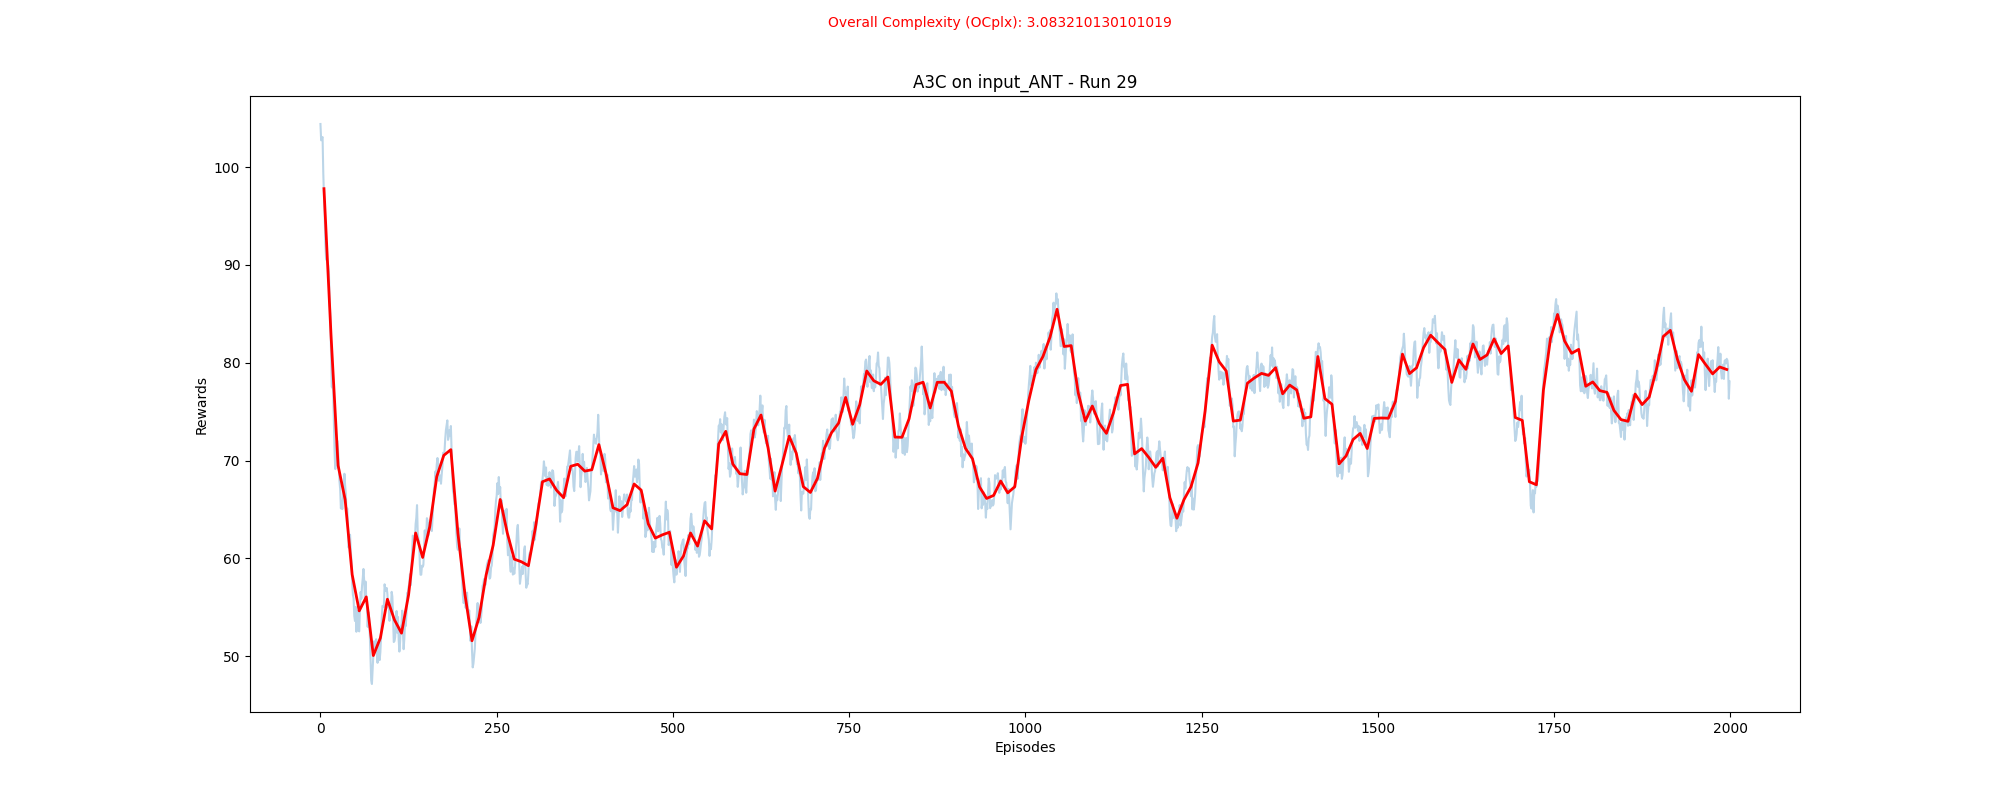 Overall Complexity (OCplx): 3.083210130101019
A3C on input_ANT - Run 29
Rewards
100
90
80
70
60
50
0 250 500 750 1000 1250 1500 1750 2000
Episodes